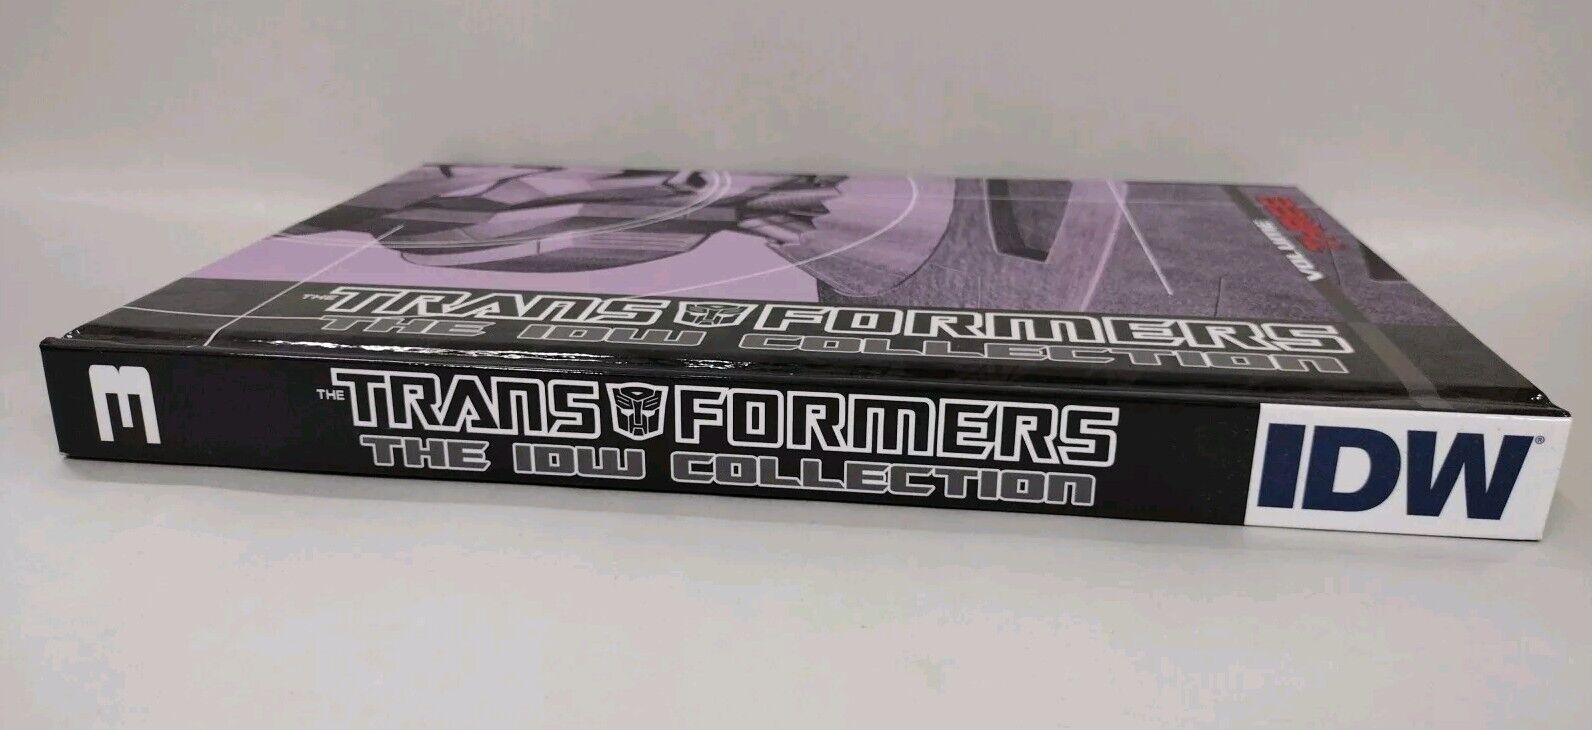 VOLUME
THE TRANSFORMERS
THE IDW COLLECTION
3
THE TRANSFORMERS
THE IDW COLLECTION
IDW®